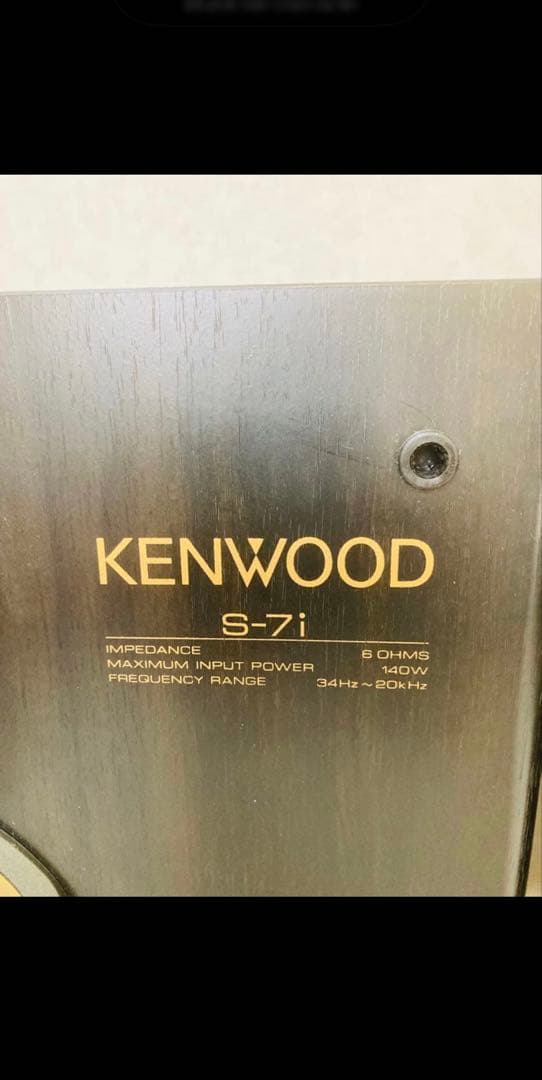 KENWOOD
S-7i
IMPEDANCE 6 OHMS
MAXIMUM INPUT POWER 140W
FREQUENCY RANGE 34Hz~20kHz